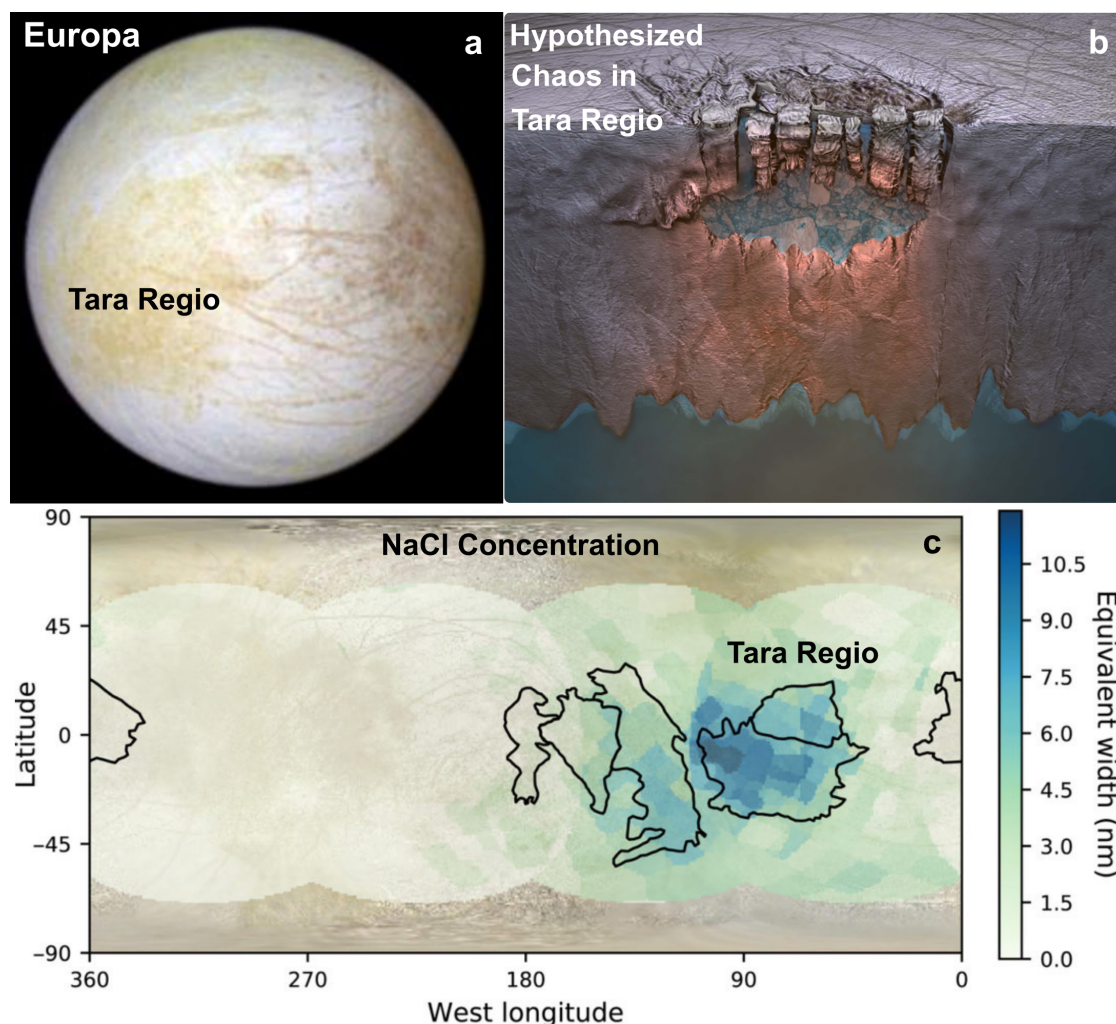 Europa
a
Tara Regio
Hypothesized
b
Chaos in
Tara Regio
NaCl Concentration
c
Tara Regio
90
45
0
−45
−90
Latitude
360
270
180
90
0
West longitude
10.5
9.0
7.5
6.0
4.5
3.0
1.5
0.0
Equivalent width (nm)